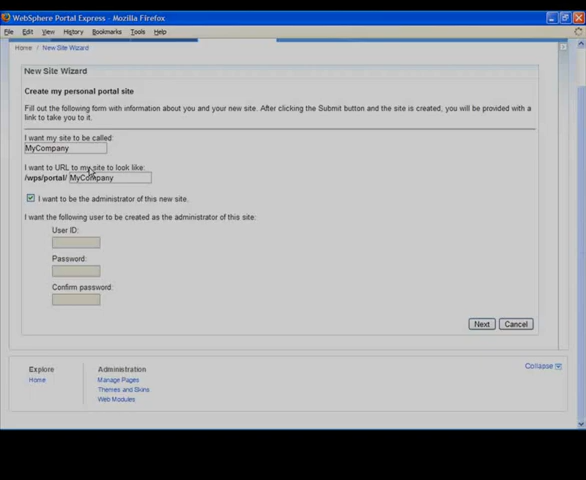 WebSphere Portal Express - Mozilla Firefox
File Edit View History Bookmarks Tools Help
Home / New Site Wizard
New Site Wizard
Create my personal portal site
Fill out the following form with information about you and your new site. After clicking the Submit button and the site is created, you will be provided with a
link to take you to it.
I want my site to be called:
MyCompany
I want to URL to my site to look like:
/wps/portal/ MyCompany
I want to be the administrator of this new site.
I want the following user to be created as the administrator of this site:
User ID:
Password:
Confirm password:
Next Cancel
Explore
Home
Administration
Manage Pages
Themes and Skins
Web Modules
Collapse